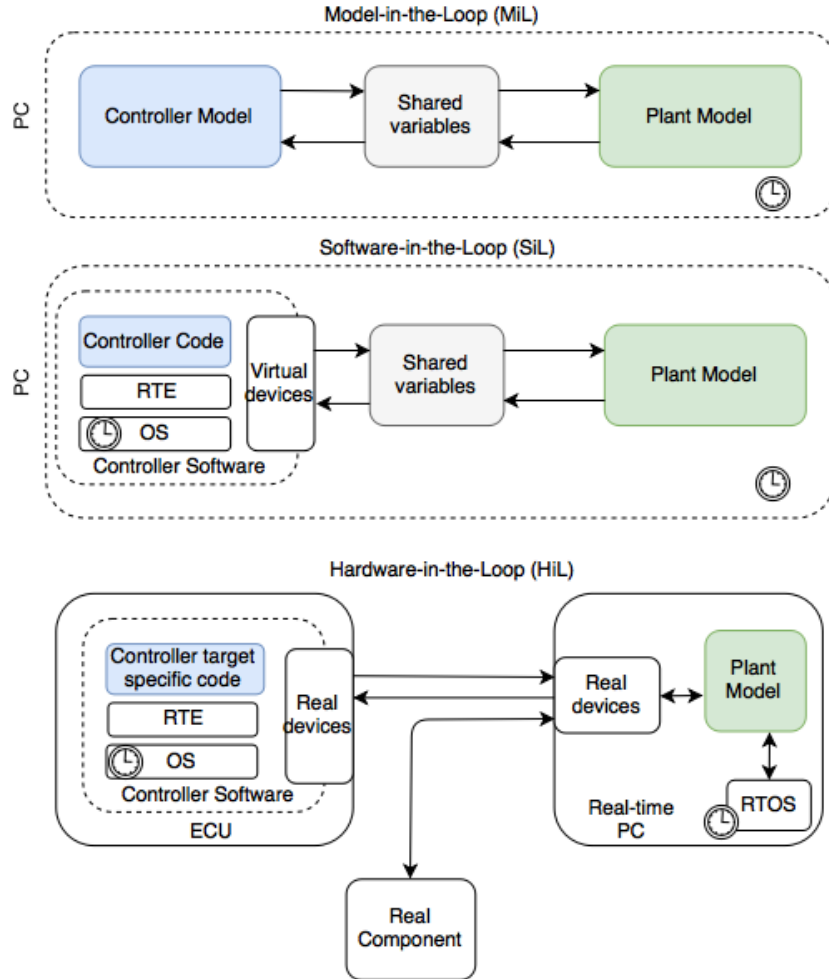 Model-in-the-Loop (MiL)
PC
Controller Model
Shared
variables
Plant Model
Software-in-the-Loop (SiL)
PC
Controller Code
RTE
OS
Controller Software
Virtual
devices
Shared
variables
Plant Model
Hardware-in-the-Loop (HiL)
Controller target
specific code
RTE
OS
Controller Software
ECU
Real
devices
Real
devices
Plant
Model
RTOS
Real-time
PC
Real
Component